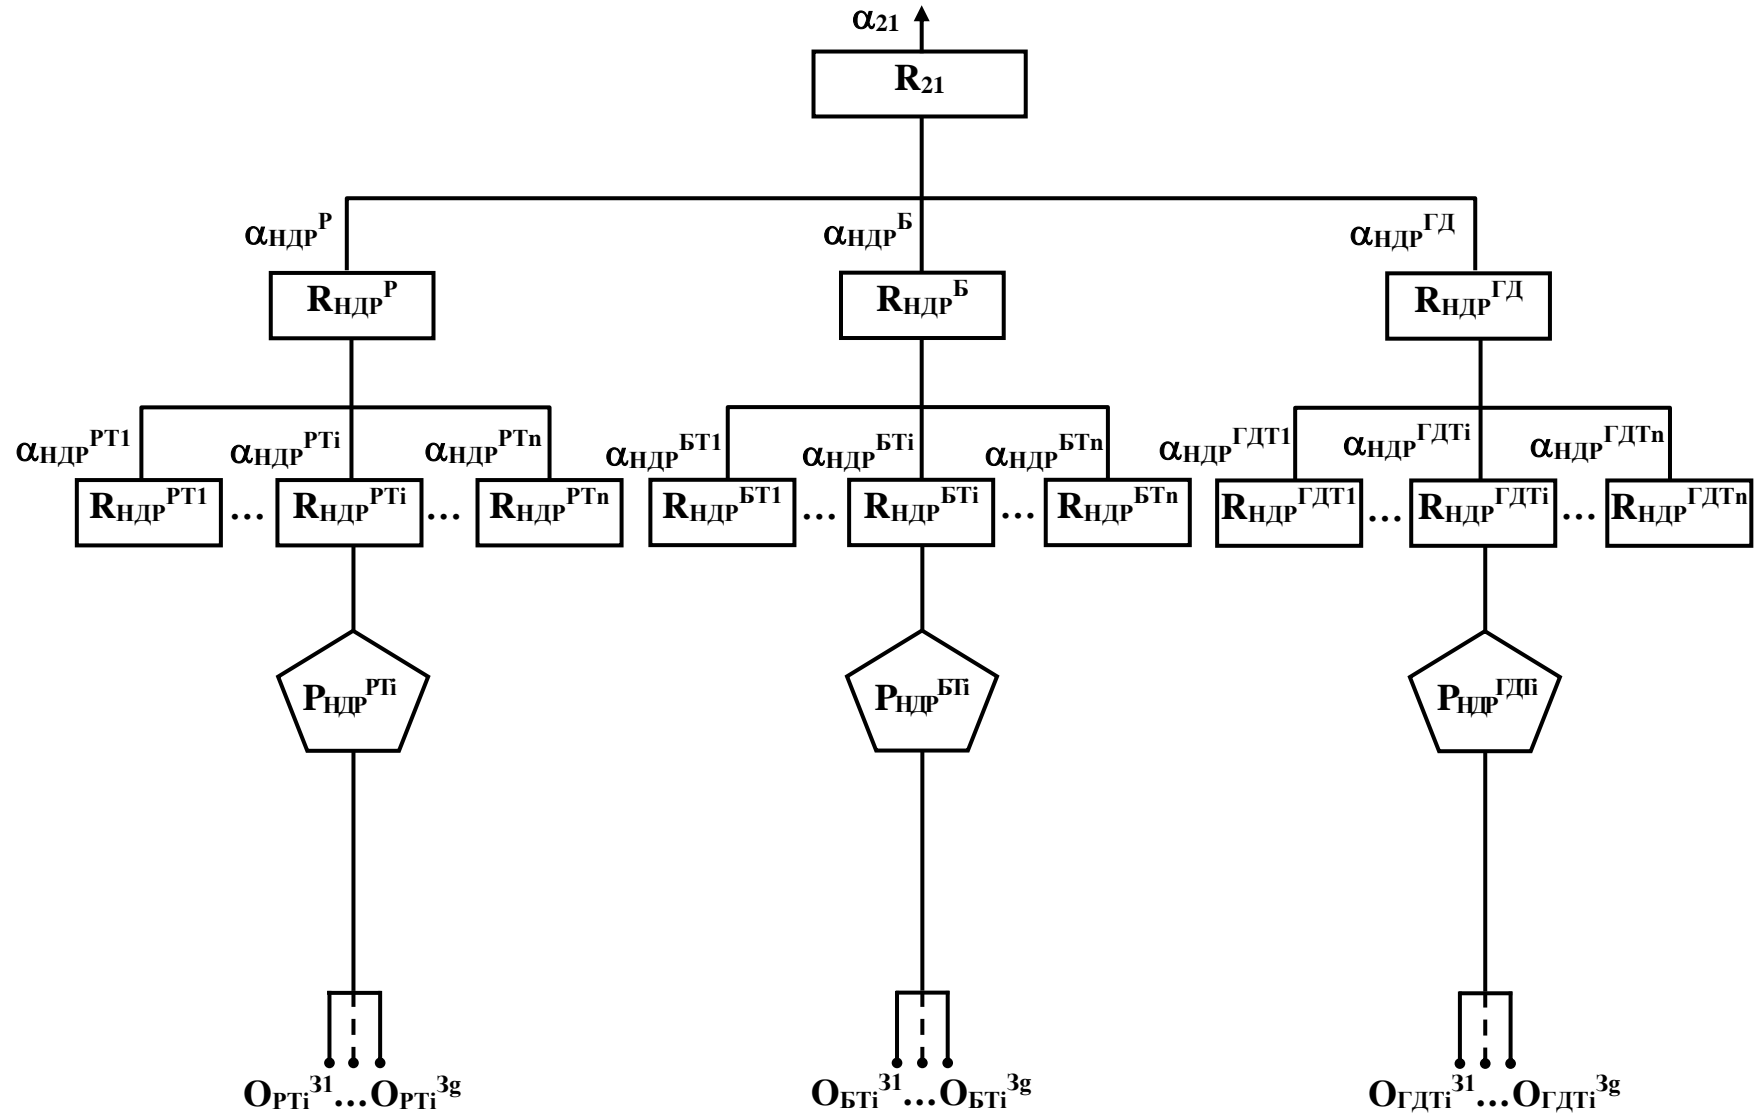 α21
R21
αНДР^Р αНДР^Б αНДР^ГД
RНДР^Р RНДР^Б RНДР^ГД
αНДР^РТ1 αНДР^РТi αНДР^РТn αНДР^БТ1 αНДР^БТi αНДР^БТn αНДР^ГДТ1 αНДР^ГДТi αНДР^ГДТn
RНДР^РТ1 … RНДР^РТi … RНДР^РТn RНДР^БТ1 … RНДР^БТi … RНДР^БТn RНДР^ГДТ1 … RНДР^ГДТi … RНДР^ГДТn
PНДР^РТi PНДР^БТi PНДР^ГДТi
OРТi^З1…OРТi^Зg OБТi^З1…OБТi^Зg OГДТi^З1…OГДТi^Зg